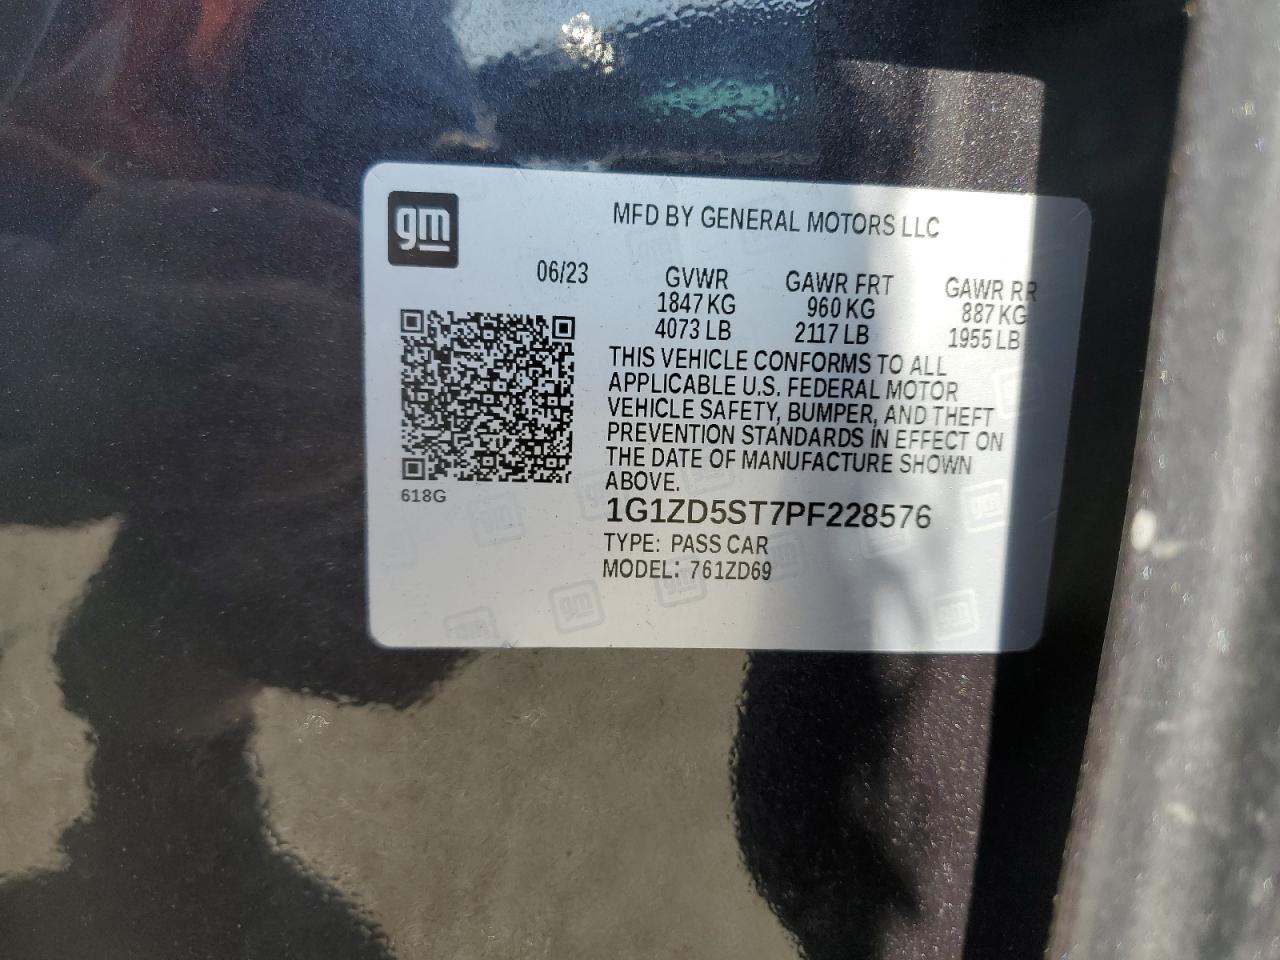 gm
MFD BY GENERAL MOTORS LLC
06/23 GVWR GAWR FRT GAWR RR
1847 KG 960 KG 887 KG
4073 LB 2117 LB 1955 LB
THIS VEHICLE CONFORMS TO ALL
APPLICABLE U.S. FEDERAL MOTOR
VEHICLE SAFETY, BUMPER, AND THEFT
PREVENTION STANDARDS IN EFFECT ON
THE DATE OF MANUFACTURE SHOWN
ABOVE.
618G
1G1ZD5ST7PF228576
TYPE: PASS CAR
MODEL: 761ZD69